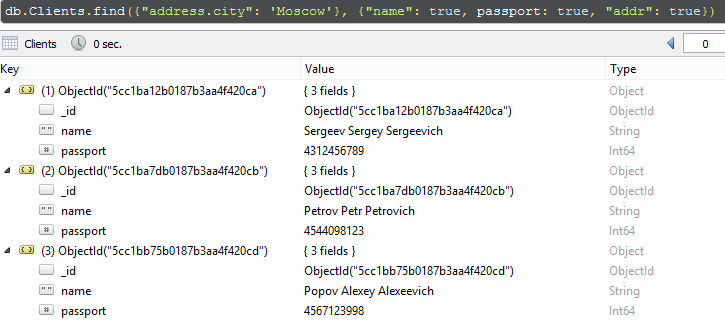 db.Clients.find({"address.city": 'Moscow'}, {"name": true, passport: true, "addr": true})
Clients 0 sec. 0
Key Value Type
(1) ObjectId("5cc1ba12b0187b3aa4f420ca") { 3 fields } Object
_id ObjectId("5cc1ba12b0187b3aa4f420ca") ObjectId
" " name Sergeev Sergey Sergeevich String
# passport 4312456789 Int64
(2) ObjectId("5cc1ba7db0187b3aa4f420cb") { 3 fields } Object
_id ObjectId("5cc1ba7db0187b3aa4f420cb") ObjectId
" " name Petrov Petr Petrovich String
# passport 4544098123 Int64
(3) ObjectId("5cc1bb75b0187b3aa4f420cd") { 3 fields } Object
_id ObjectId("5cc1bb75b0187b3aa4f420cd") ObjectId
" " name Popov Alexey Alexeevich String
# passport 4567123998 Int64